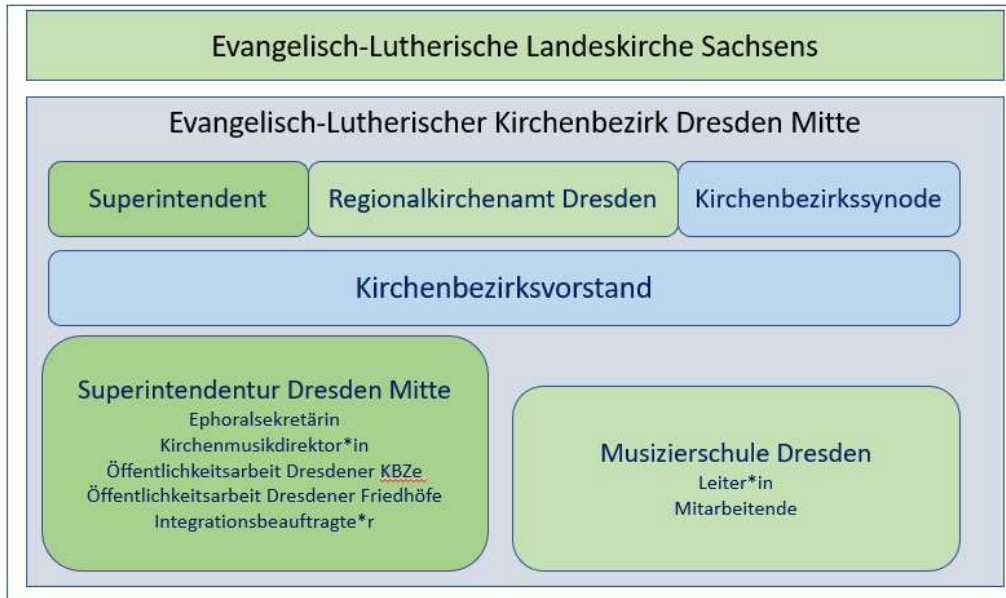 Evangelisch-Lutherische Landeskirche Sachsens
Evangelisch-Lutherischer Kirchenbezirk Dresden Mitte
Superintendent
Regionalkirchenamt Dresden
Kirchenbezirkssynode
Kirchenbezirksvorstand
Superintendentur Dresden Mitte
Ephoralsekretärin
Kirchenmusikdirektor*in
Öffentlichkeitsarbeit Dresdener KBZe
Öffentlichkeitsarbeit Dresdener Friedhöfe
Integrationsbeauftragte*r
Musizierschule Dresden
Leiter*in
Mitarbeitende